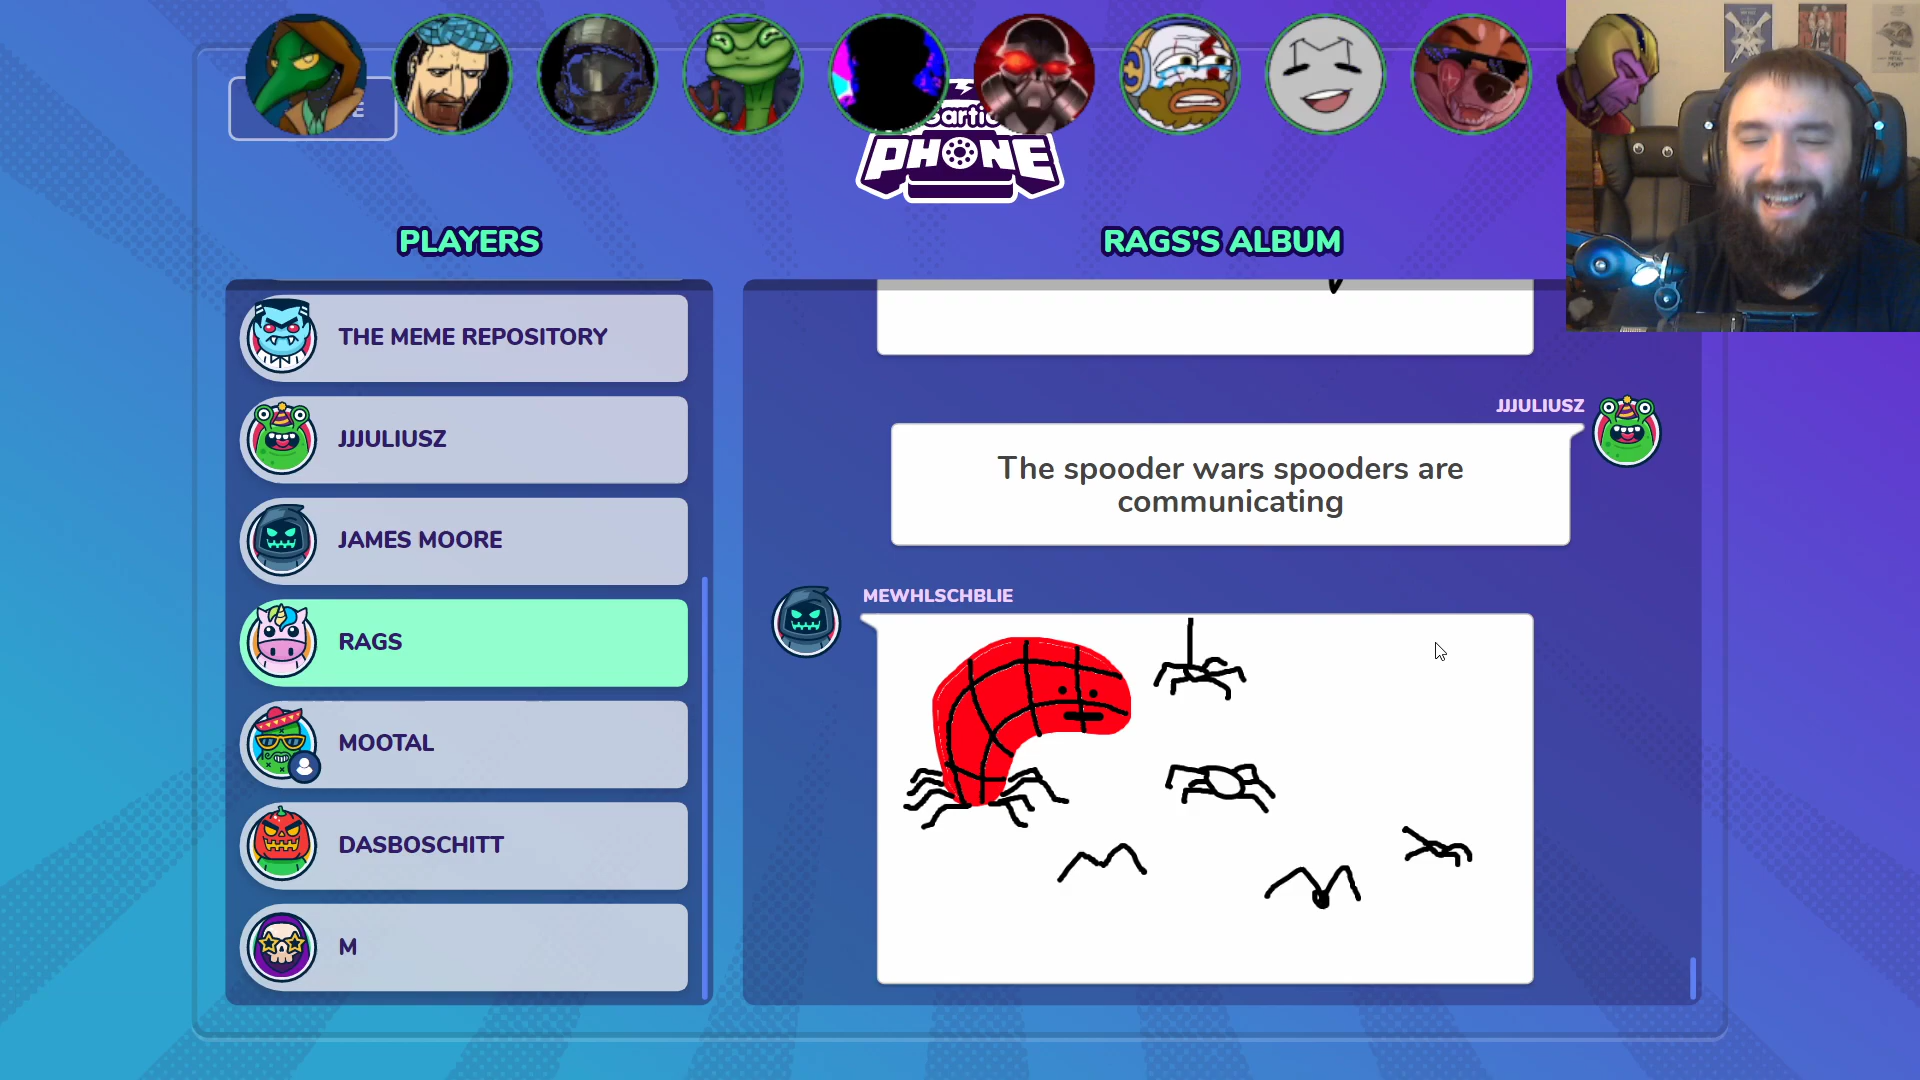 E
Gartic
PHONE
PLAYERS
RAGS'S ALBUM
THE MEME REPOSITORY
JJJULIUSZ
JAMES MOORE
RAGS
MOOTAL
DASBOSCHITT
M
JJJULIUSZ
The spooder wars spooders are
communicating
MEWHLSCHBLIE